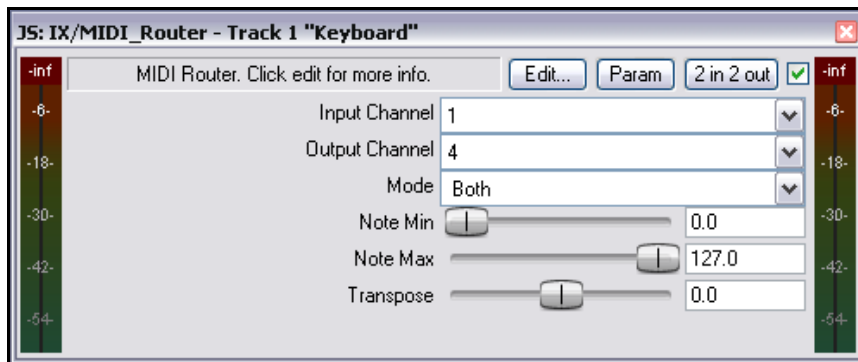 JS: IX/MIDI_Router - Track 1 "Keyboard"
-inf MIDI Router. Click edit for more info. Edit... Param 2 in 2 out -inf
-6- Input Channel 1 -6-
Output Channel 4
-18- -18-
Mode Both
-30- Note Min 0.0 -30-
Note Max 127.0
-42- -42-
Transpose 0.0
-54- -54-